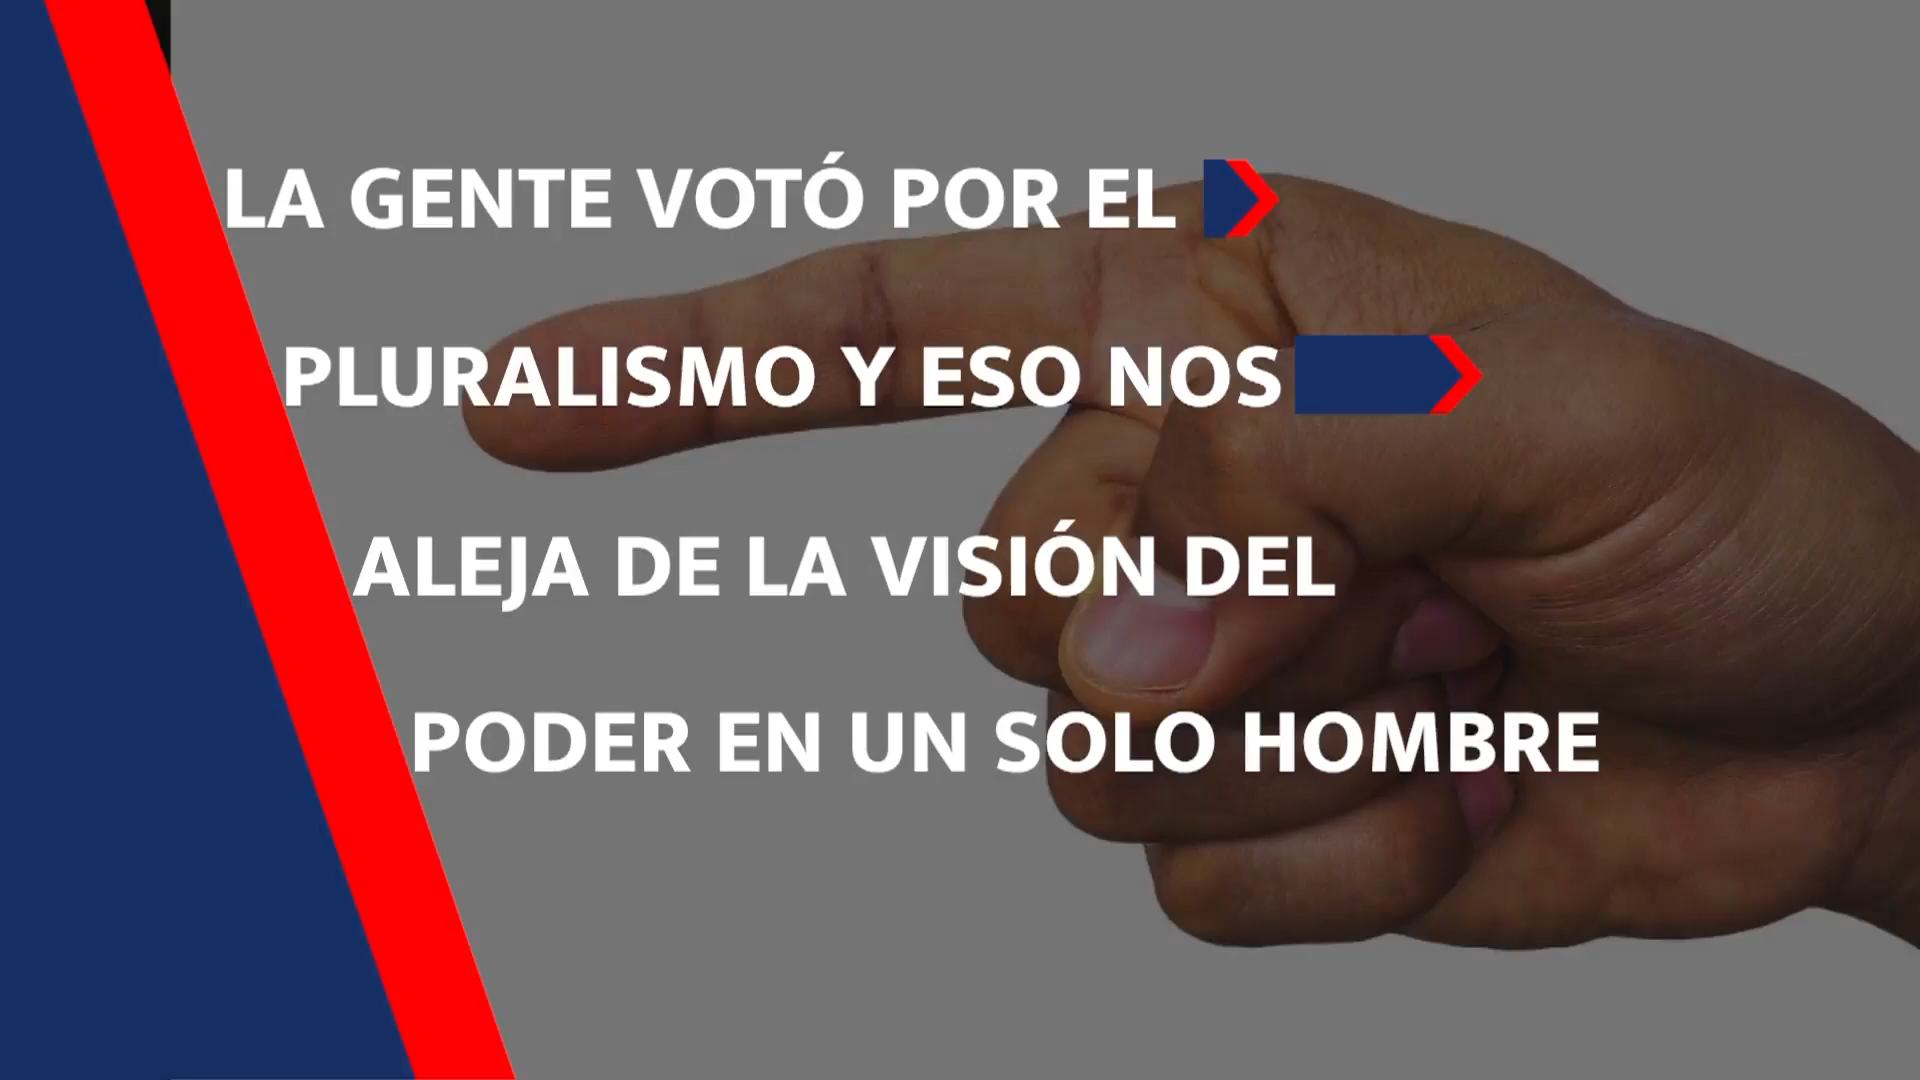 LA GENTE VOTÓ POR EL
PLURALISMO Y ESO NOS
ALEJA DE LA VISIÓN DEL
PODER EN UN SOLO HOMBRE